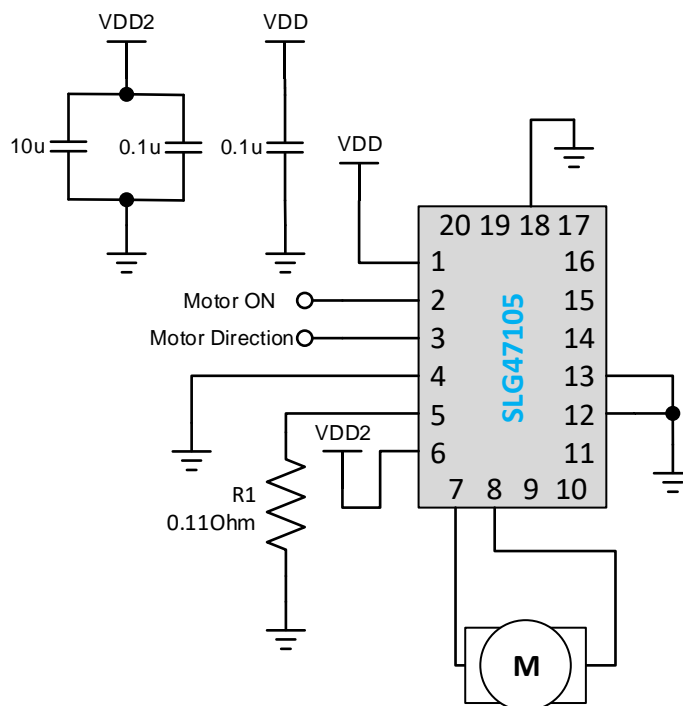 VDD2
VDD
10u
0.1u
0.1u
VDD
20 19 18 17
1
16
Motor ON
2
15
Motor Direction
3
14
SLG47105
4
13
5
12
VDD2
6
11
7 8 9 10
R1
0.11Ohm
M